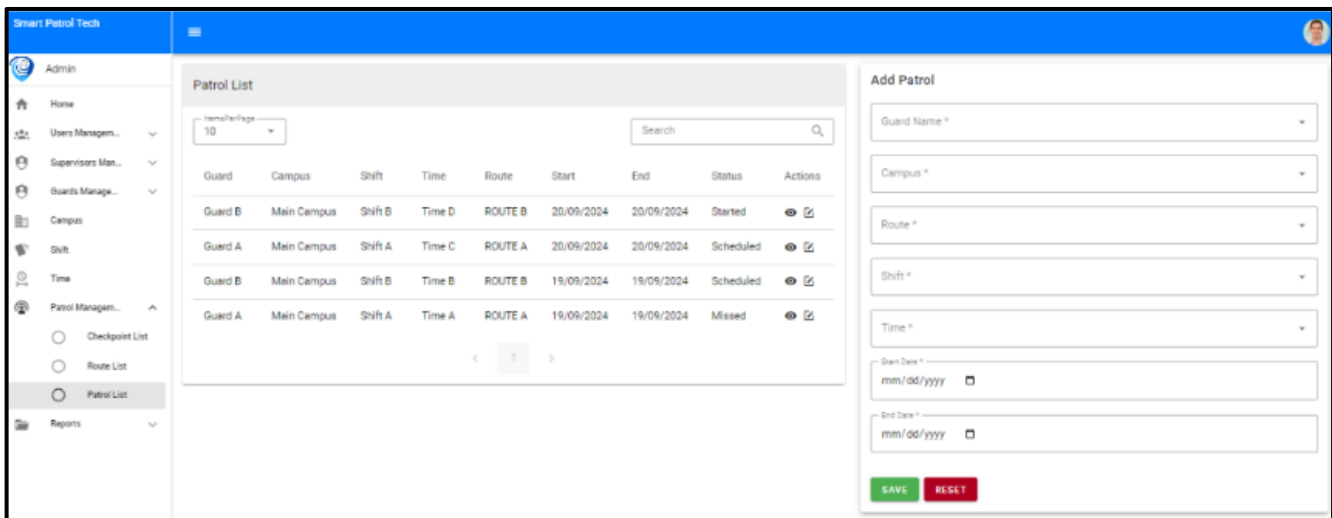 Smart Patrol Tech
Admin
Home
Users Managem...
Supervisors Man...
Guards Manage...
Campus
Shift
Time
Patrol Managem...
Checkpoint List
Route List
Patrol List
Reports
Patrol List
ItemsPerPage
10
Search
Guard Campus Shift Time Route Start End Status Actions
Guard B Main Campus Shift B Time D ROUTE B 20/09/2024 20/09/2024 Started
Guard A Main Campus Shift A Time C ROUTE A 20/09/2024 20/09/2024 Scheduled
Guard B Main Campus Shift B Time B ROUTE B 19/09/2024 19/09/2024 Scheduled
Guard A Main Campus Shift A Time A ROUTE A 19/09/2024 19/09/2024 Missed
< 1 >
Add Patrol
Guard Name *
Campus *
Route *
Shift *
Time *
Start Date *
mm/dd/yyyy
End Date *
mm/dd/yyyy
SAVE RESET